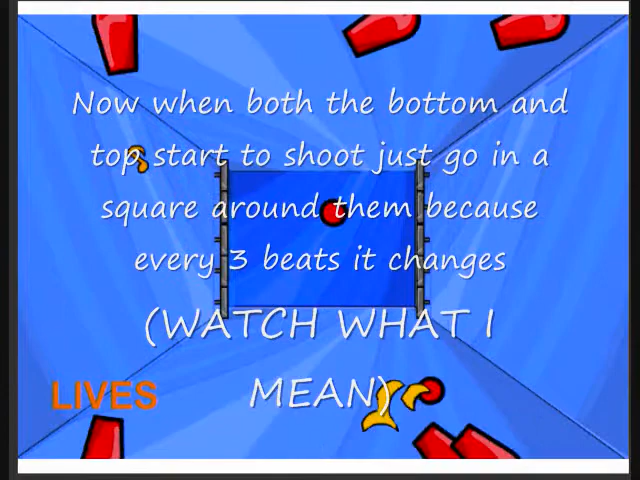 Now when both the bottom and
top start to shoot just go in a
square around them because
every 3 beats it changes
(WATCH WHAT I
MEAN)
LIVES